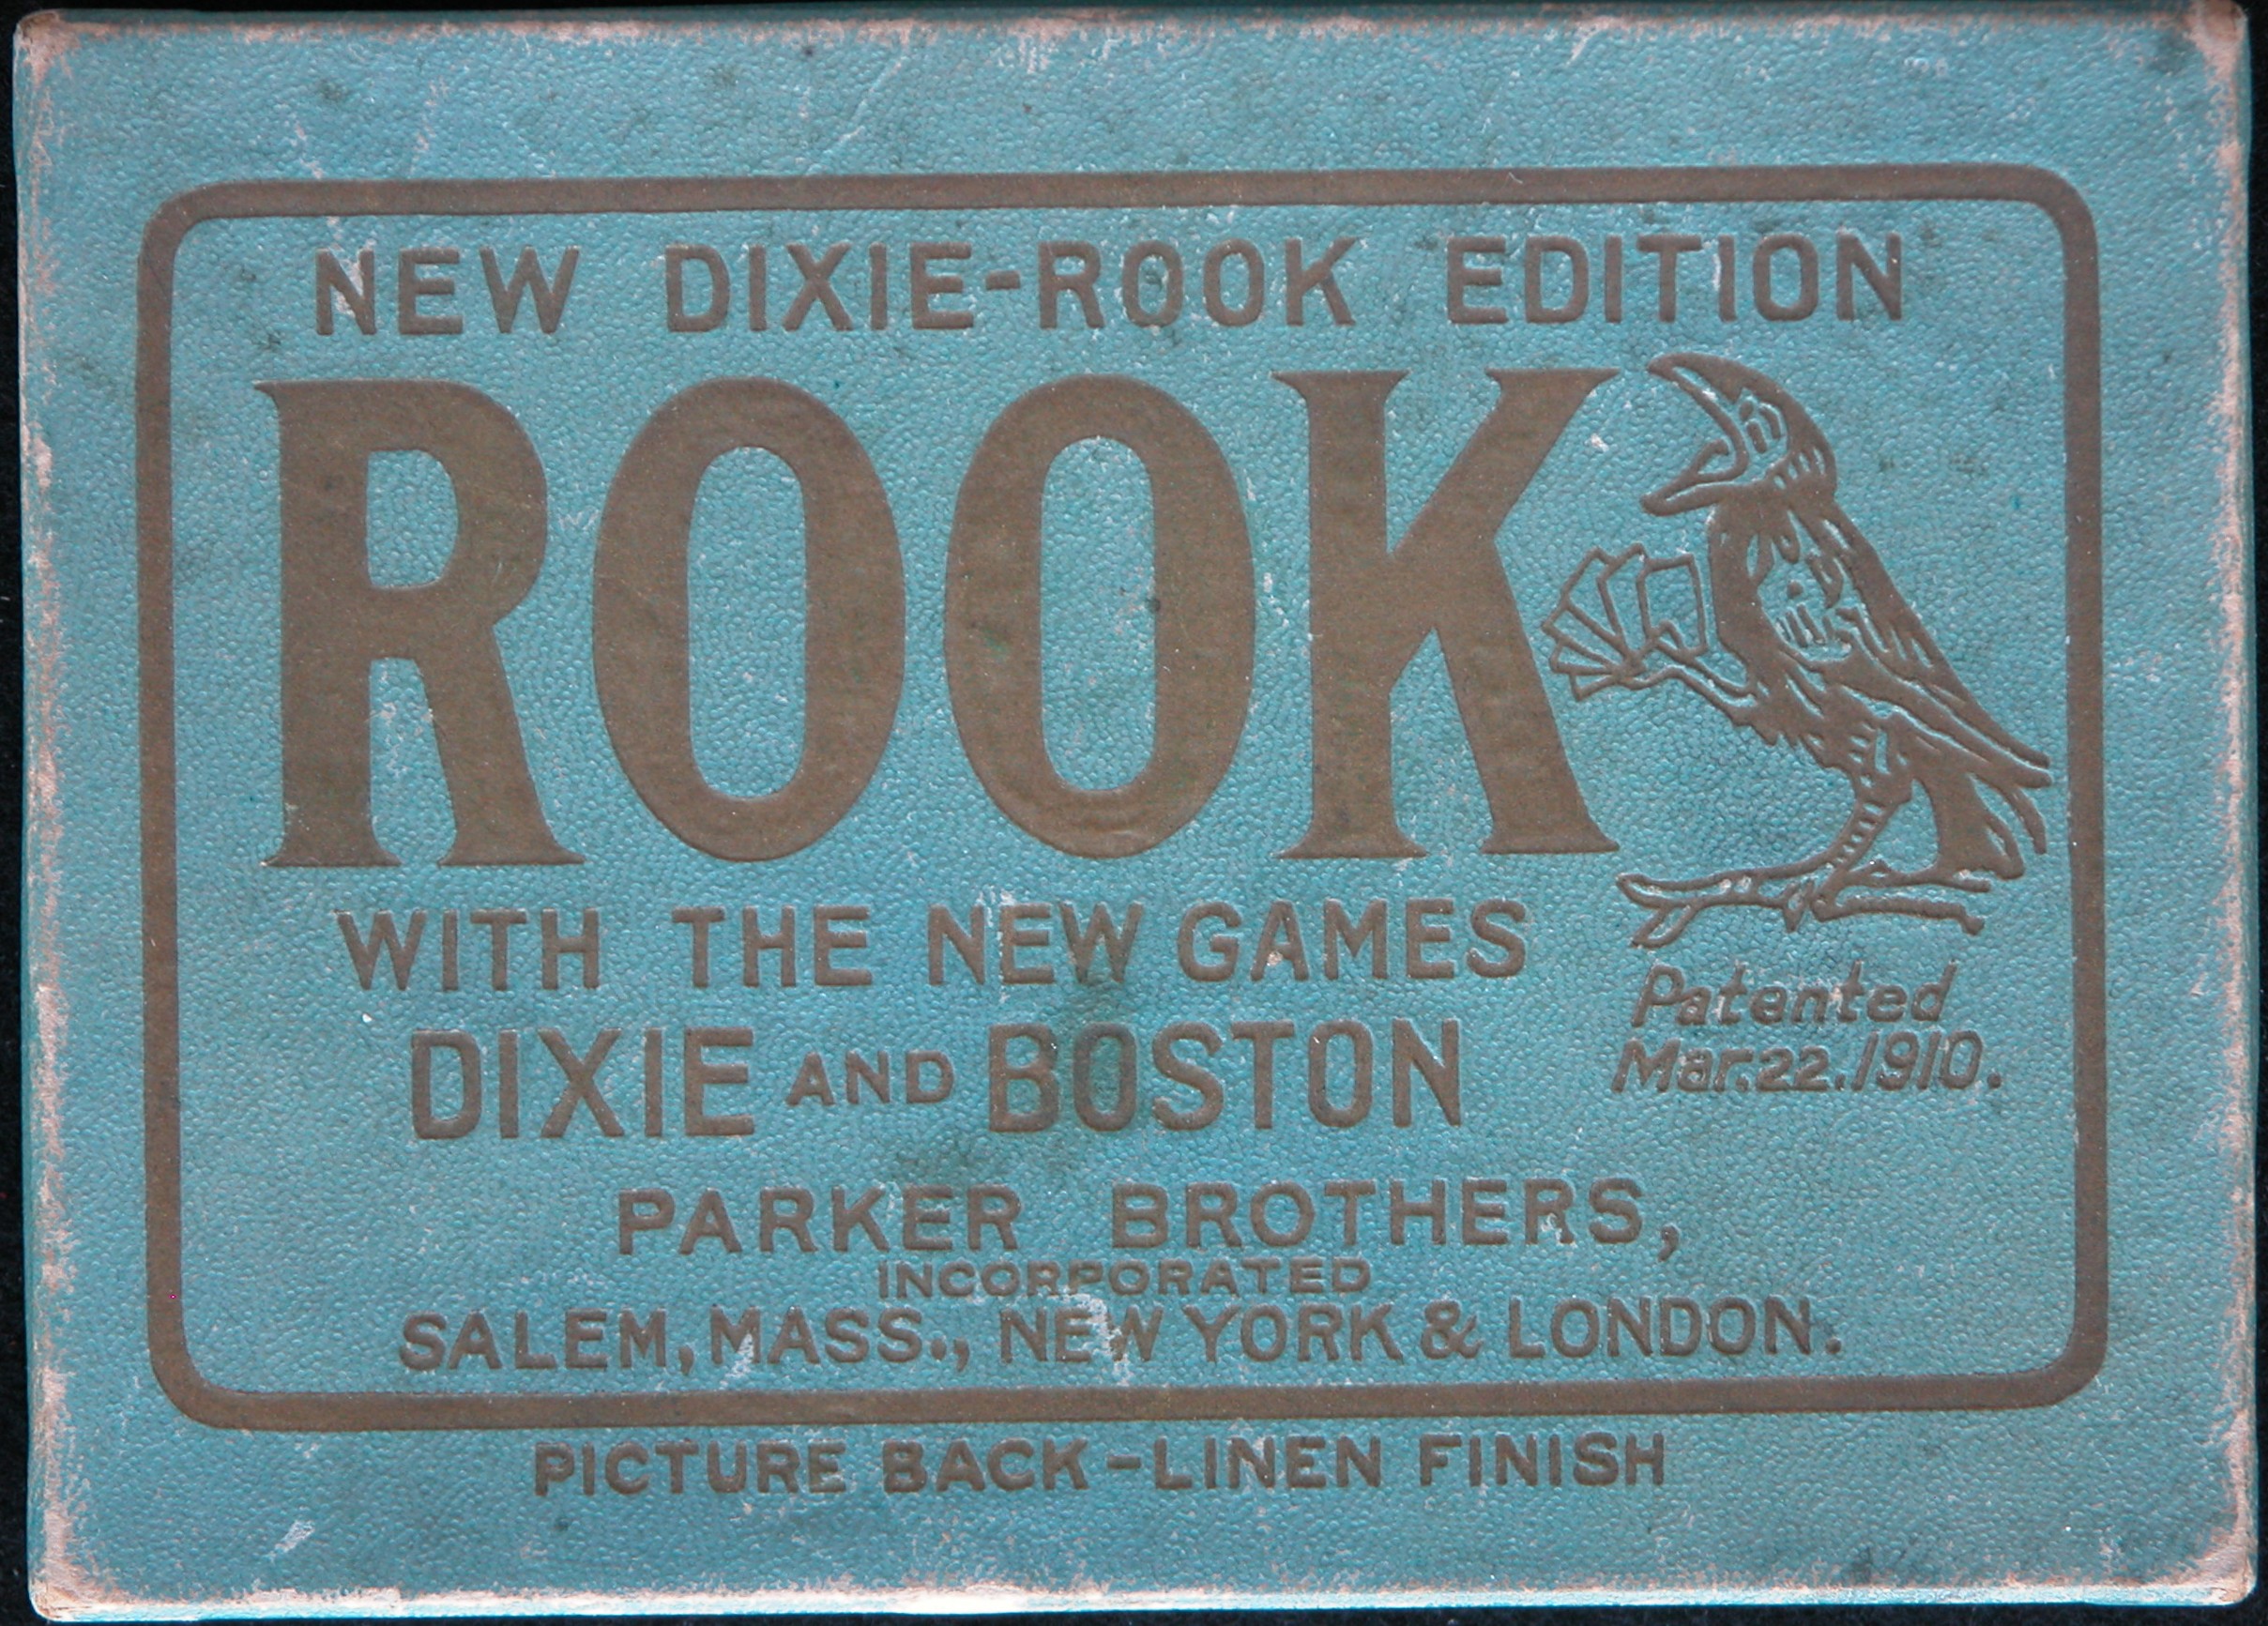 NEW DIXIE-ROOK EDITION
ROOK
WITH THE NEW GAMES
DIXIE AND BOSTON
Patented
Mar.22.1910.
PARKER BROTHERS,
INCORPORATED
SALEM, MASS., NEW YORK & LONDON.
PICTURE BACK-LINEN FINISH